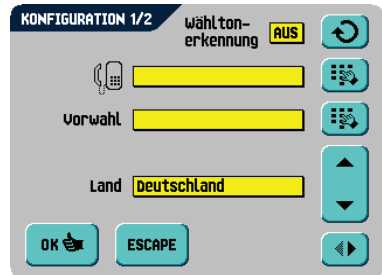 KONFIGURATION 1/2
Wählton-
erkennung AUS
Vorwahl
Land Deutschland
OK ESCAPE